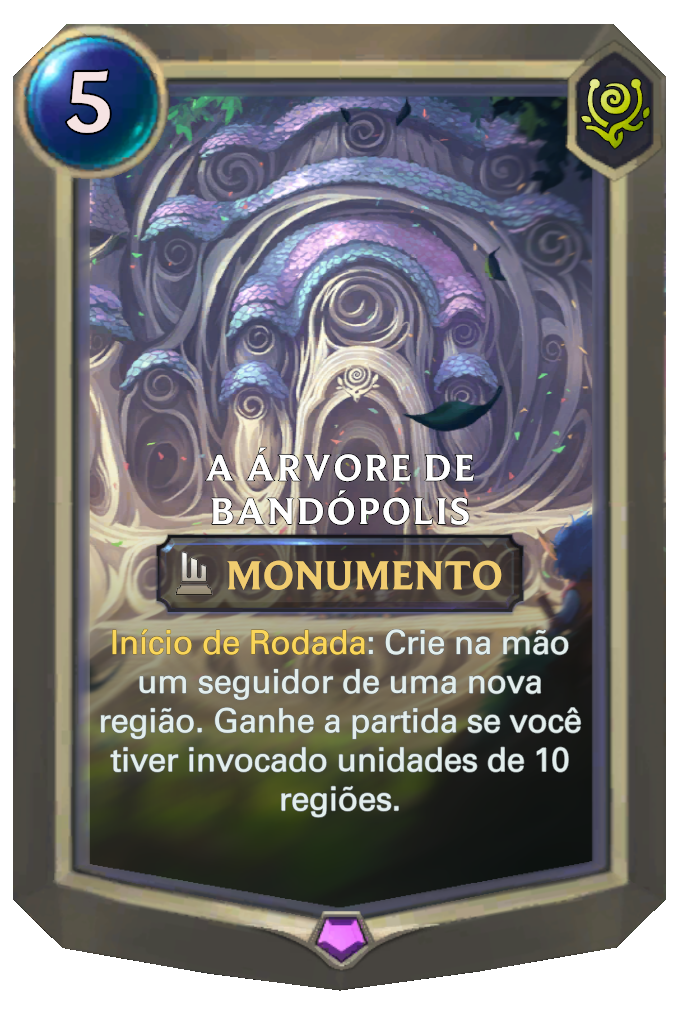 5
A ÁRVORE DE
BANDÓPOLIS
MONUMENTO
Início de Rodada: Crie na mão
um seguidor de uma nova
região. Ganhe a partida se você
tiver invocado unidades de 10
regiões.